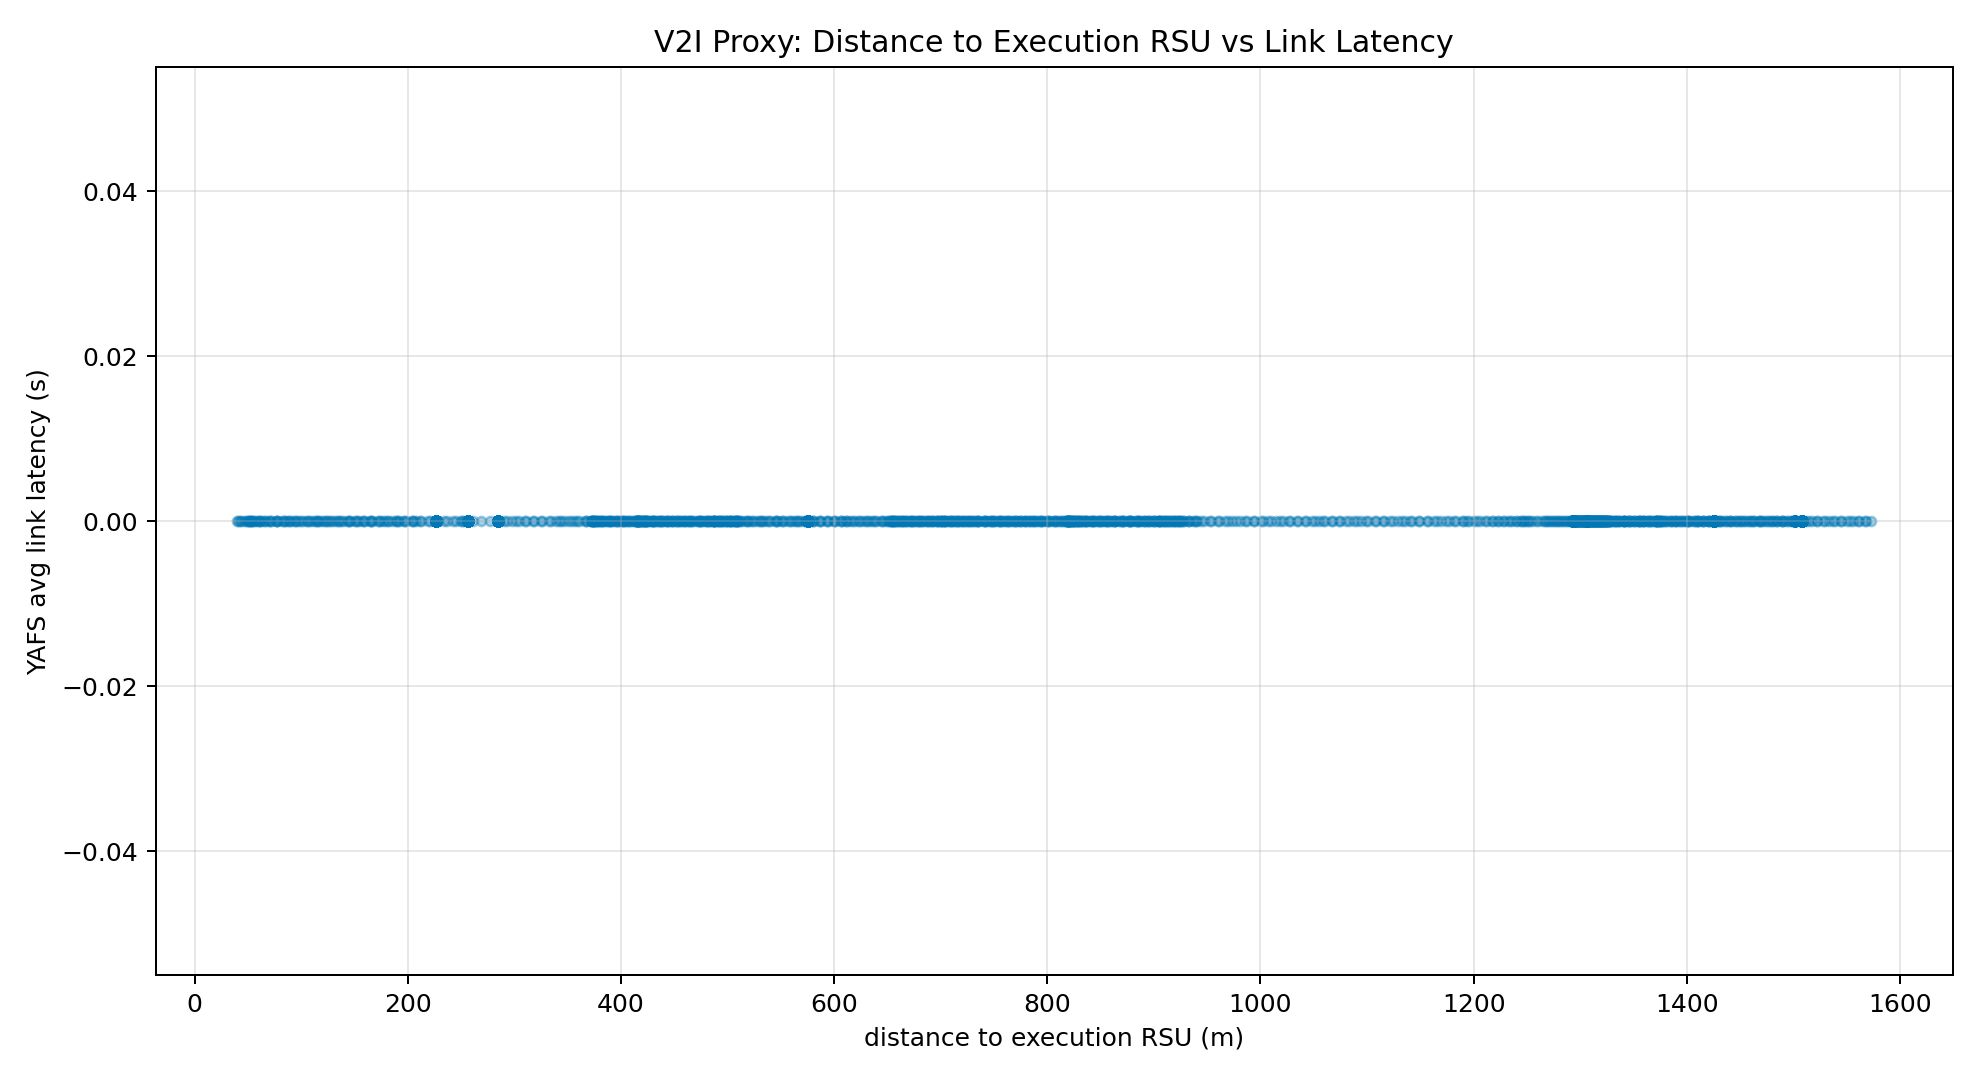 V2I Proxy: Distance to Execution RSU vs Link Latency
YAFS avg link latency (s)
0.04
0.02
0.00
−0.02
−0.04
0 200 400 600 800 1000 1200 1400 1600
distance to execution RSU (m)